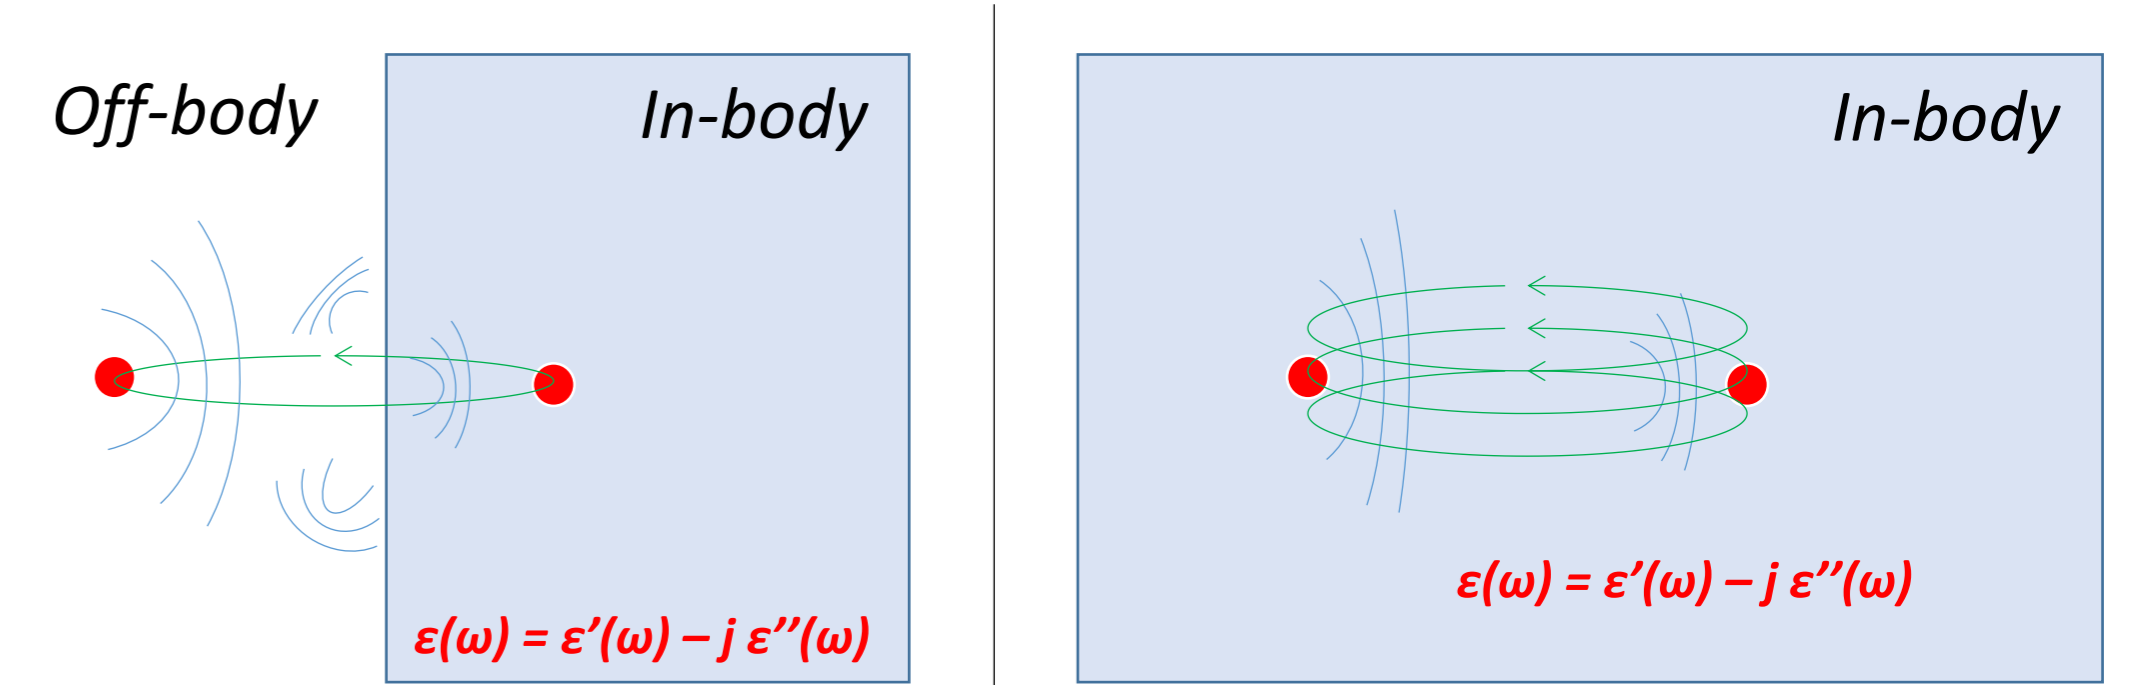 Off-body
In-body
ε(ω) = ε’(ω) – j ε’’(ω)
In-body
ε(ω) = ε’(ω) – j ε’’(ω)